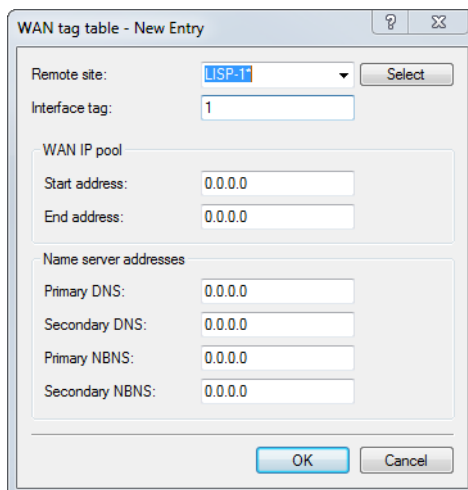 WAN tag table - New Entry
Remote site: LISP-1* Select
Interface tag: 1
WAN IP pool
Start address: 0.0.0.0
End address: 0.0.0.0
Name server addresses
Primary DNS: 0.0.0.0
Secondary DNS: 0.0.0.0
Primary NBNS: 0.0.0.0
Secondary NBNS: 0.0.0.0
OK Cancel